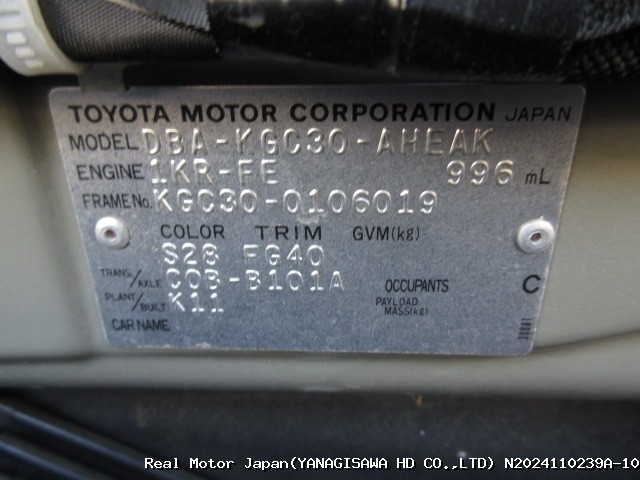 TOYOTA MOTOR CORPORATION JAPAN
MODEL DBA-KGC30-AHEAK
ENGINE 1KR-FE 996 mL
FRAME No. KGC30-0106019
COLOR TRIM GVM(kg)
S28 FG40
TRANS./AXLE C0B-B101A OCCUPANTS C
PLANT/BUILT K11 PAYLOAD MASS(kg)
CAR NAME
Real Motor Japan(YANAGISAWA HD CO.,LTD) N2024110239A-10